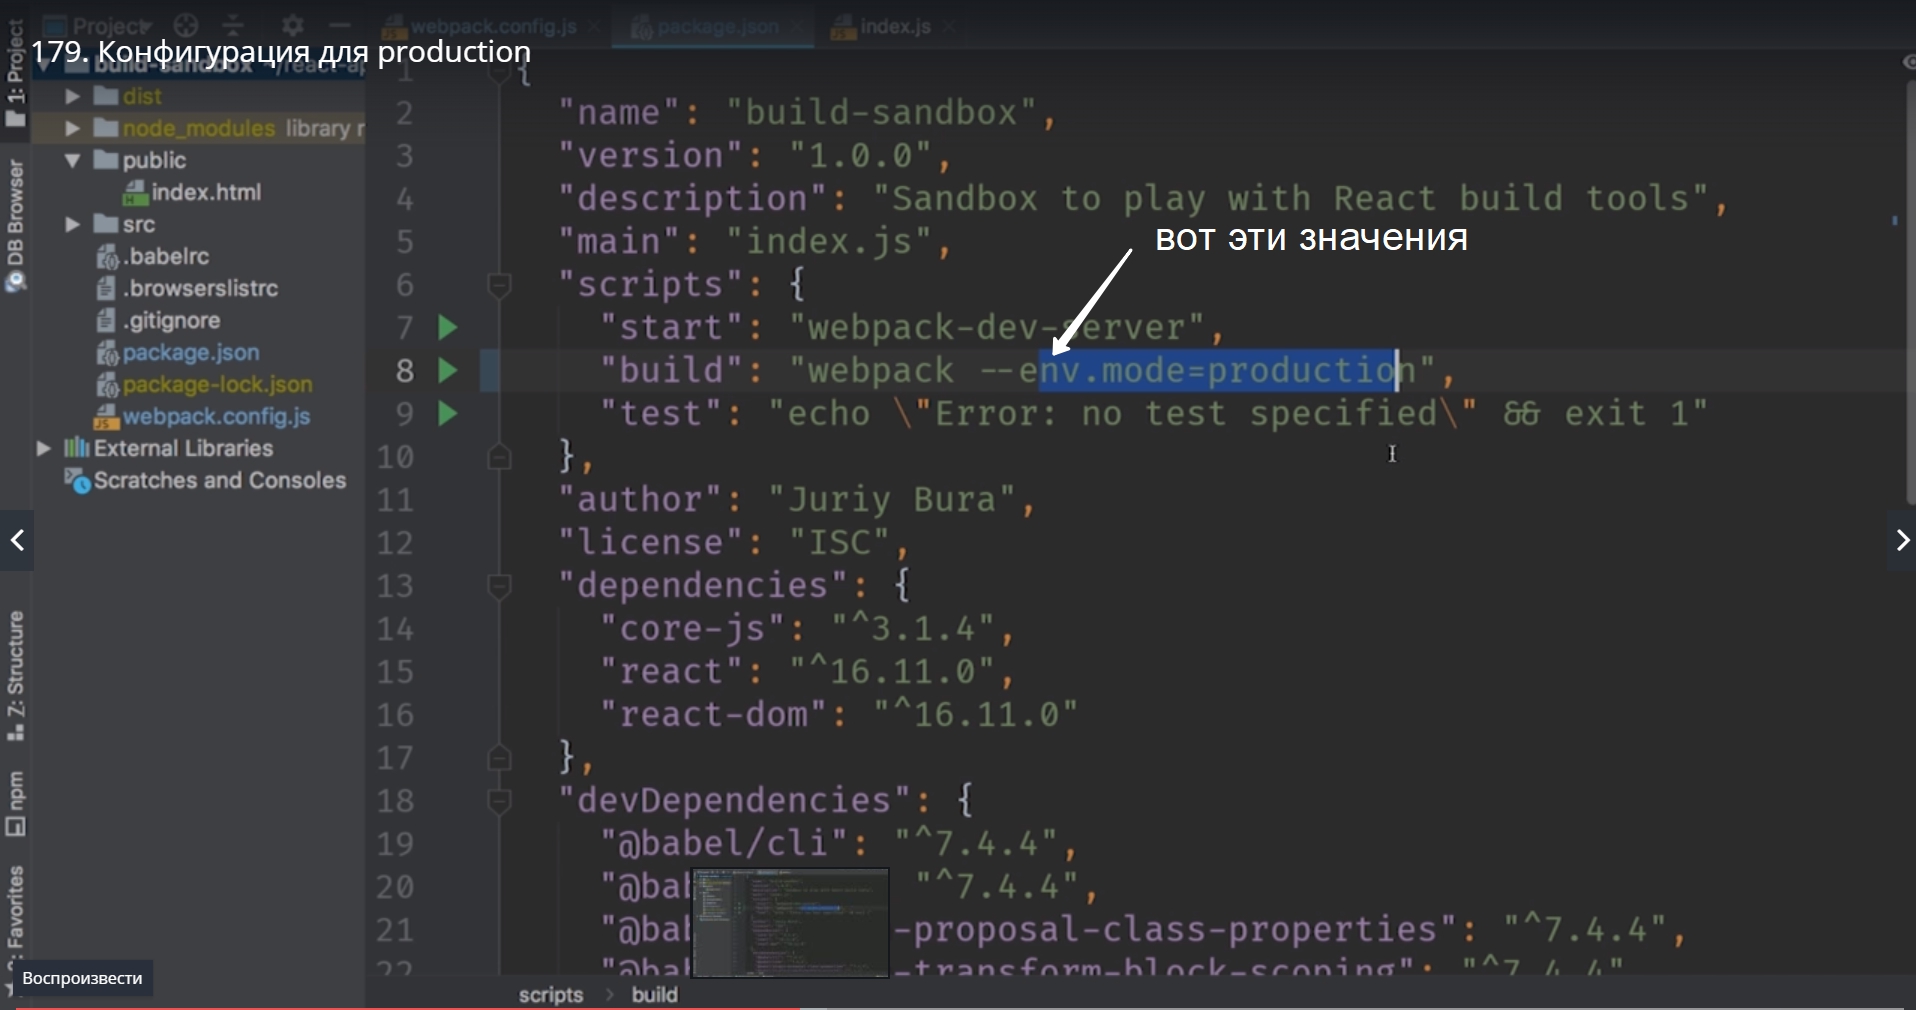 Project
webpack.config.js
package.json
index.js
179. Конфигурация для production
1: Project
build-sandbox ~/react-ap
dist
node_modules library r
public
index.html
src
.babelrc
.browserslistrc
.gitignore
package.json
package-lock.json
webpack.config.js
External Libraries
Scratches and Consoles
DB Browser
Z: Structure
npm
Favorites
Воспроизвести
вот эти значения
1 {
2 "name": "build-sandbox",
3 "version": "1.0.0",
4 "description": "Sandbox to play with React build tools",
5 "main": "index.js",
6 "scripts": {
7 "start": "webpack-dev-server",
8 "build": "webpack --env.mode=production",
9 "test": "echo \"Error: no test specified\" && exit 1"
10 },
11 "author": "Juriy Bura",
12 "license": "ISC",
13 "dependencies": {
14 "core-js": "^3.1.4",
15 "react": "^16.11.0",
16 "react-dom": "^16.11.0"
17 },
18 "devDependencies": {
19 "@babel/cli": "^7.4.4",
20 "@bab "^7.4.4",
21 "@bab -proposal-class-properties": "^7.4.4",
22 "@bab -transform-block-scoping": "^7.4.4"
scripts > build